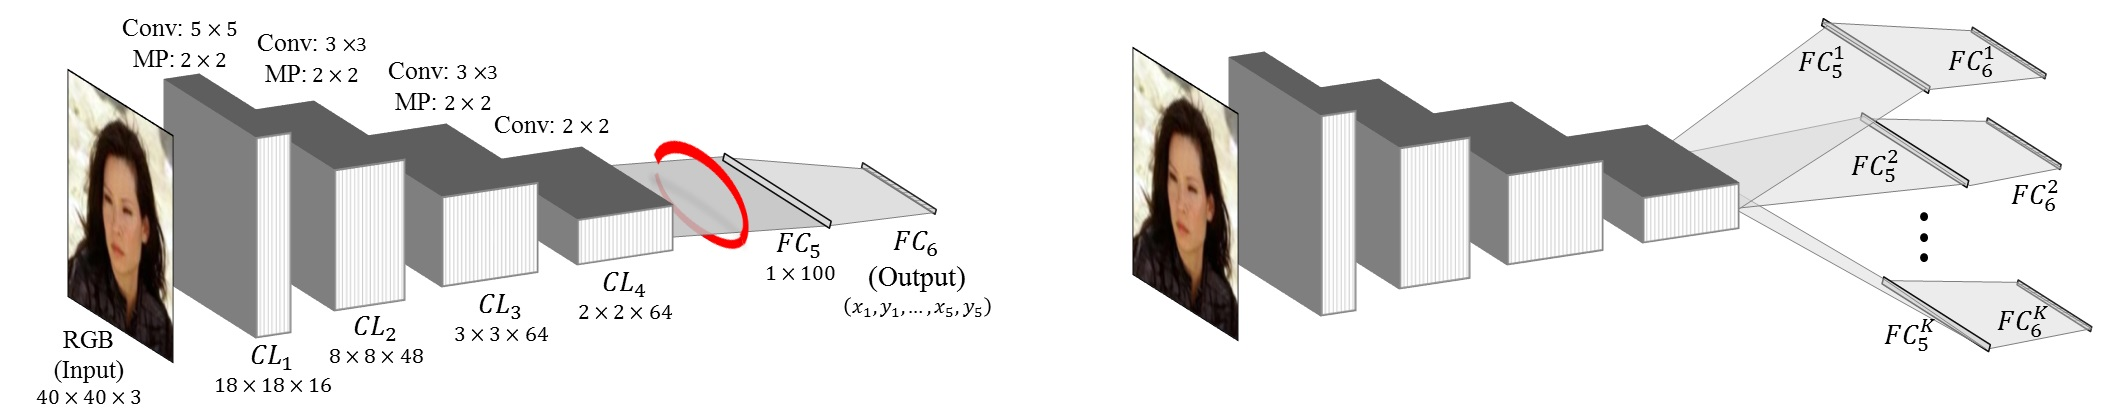 Conv: 5 × 5
MP: 2 × 2
Conv: 3 ×3
MP: 2 × 2
Conv: 3 ×3
MP: 2 × 2
Conv: 2 × 2
RGB
(Input)
40 × 40 × 3
CL₁
18 × 18 × 16
CL₂
8 × 8 × 48
CL₃
3 × 3 × 64
CL₄
2 × 2 × 64
FC₅
1 × 100
FC₆
(Output)
(x₁, y₁, … , x₅, y₅)
FC₅¹
FC₆¹
FC₅²
FC₆²
FC₅ᴷ
FC₆ᴷ